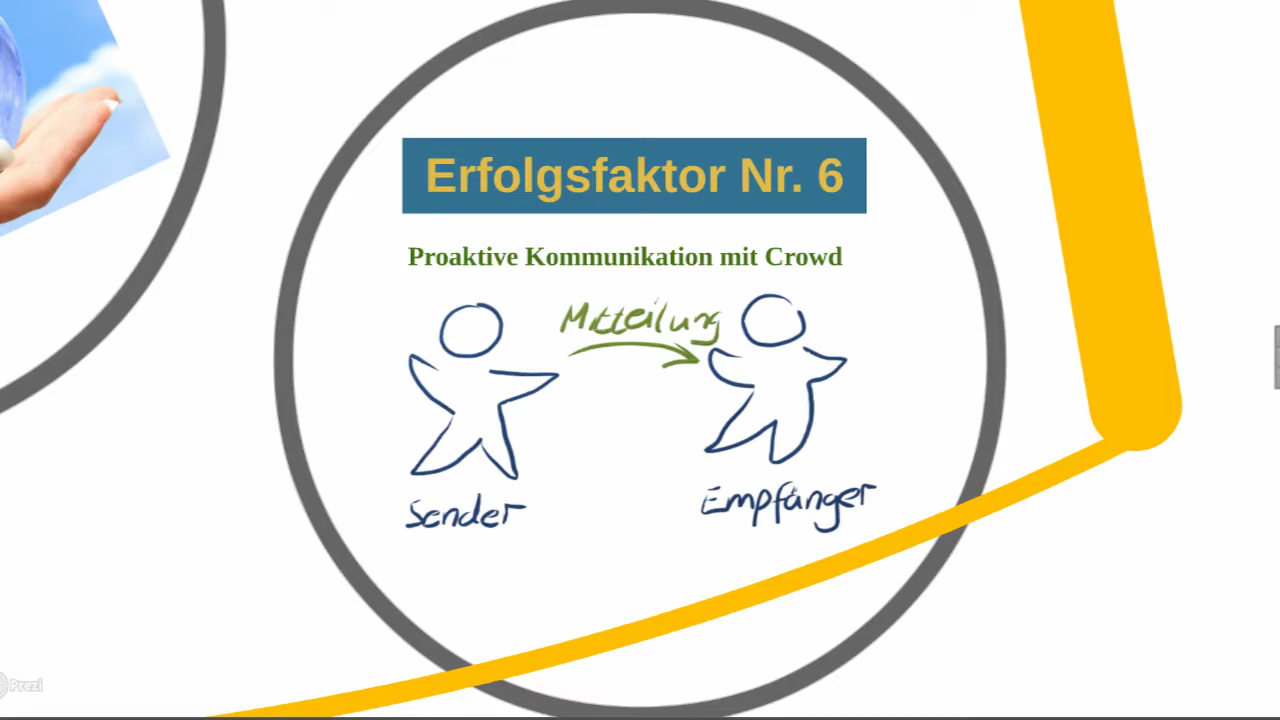 Erfolgsfaktor Nr. 6
Proaktive Kommunikation mit Crowd
Mitteilung
Sender
Empfänger
Prezi